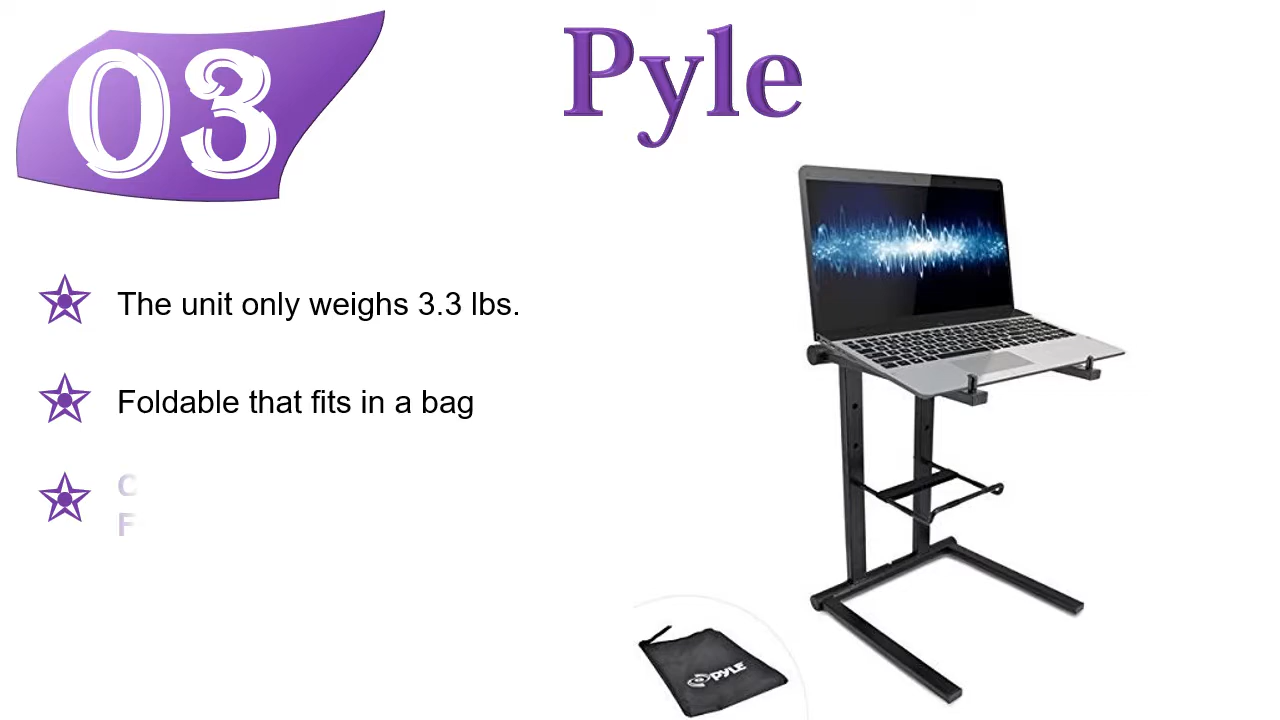 03
Pyle
The unit only weighs 3.3 lbs.
Foldable that fits in a bag
PYLE